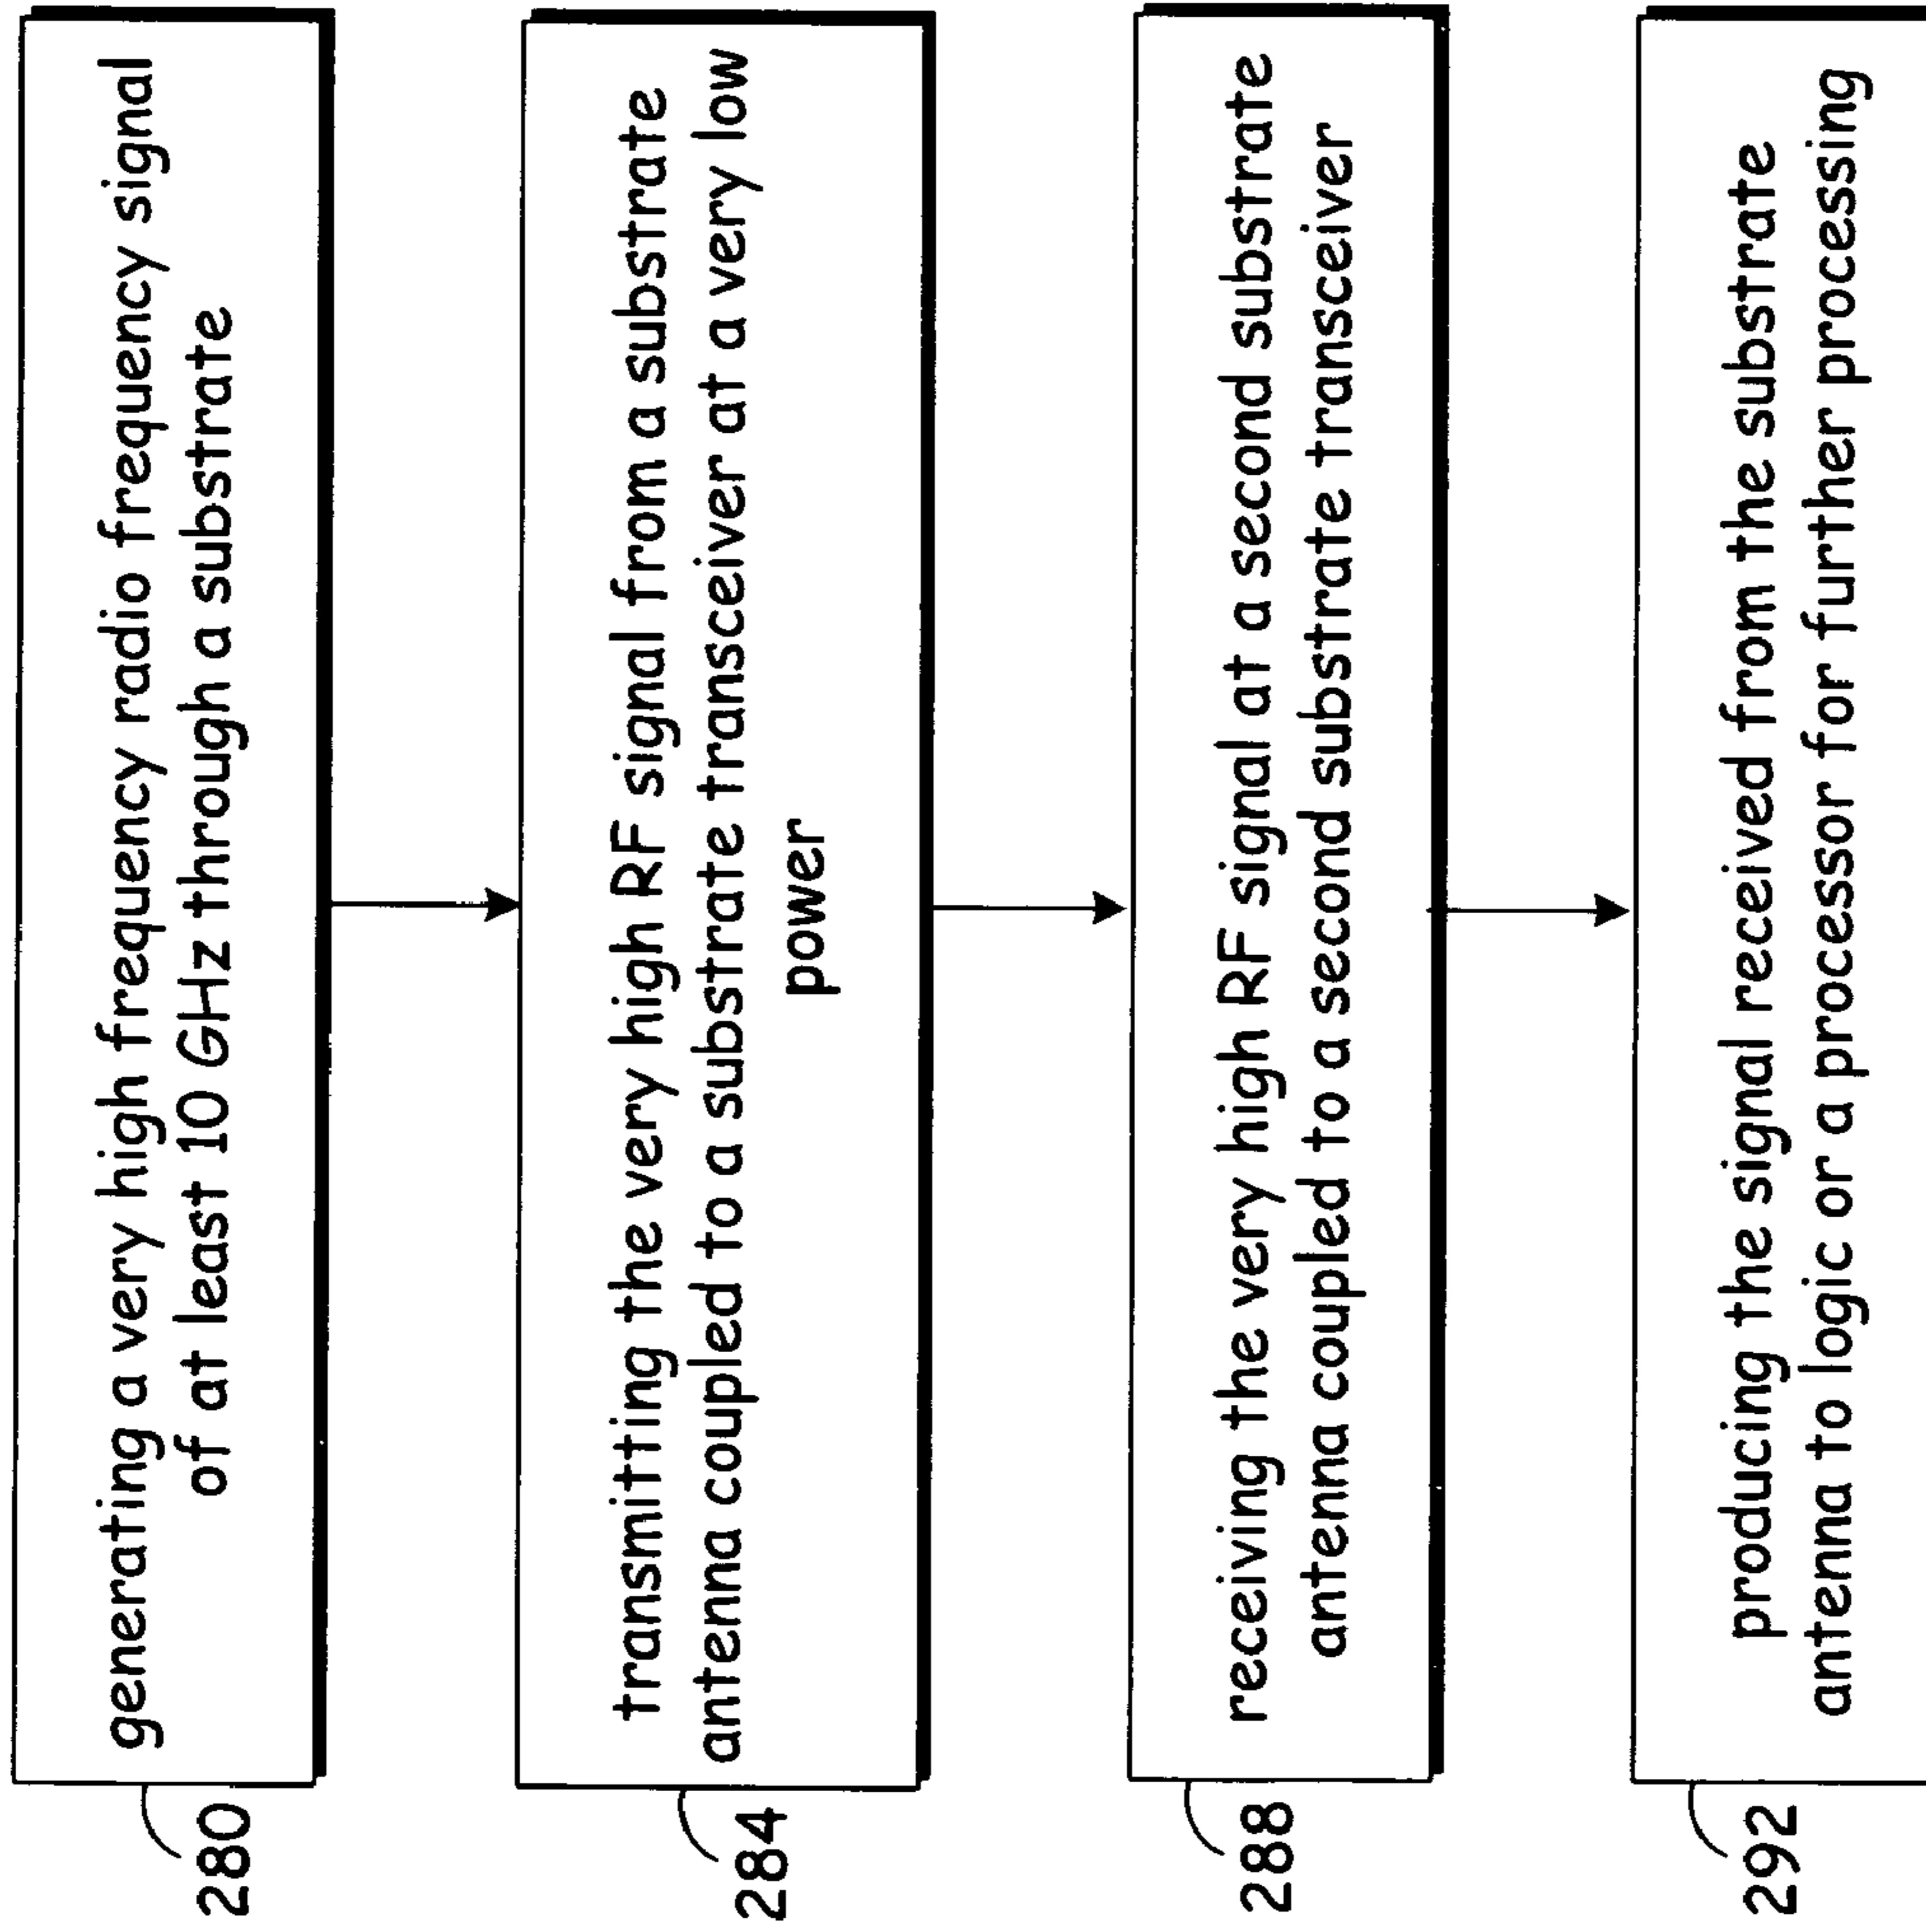 generating a very high frequency radio frequency signal
of at least 10 GHz through a substrate
280
transmitting the very high RF signal from a substrate
antenna coupled to a substrate transceiver at a very low
power
284
receiving the very high RF signal at a second substrate
antenna coupled to a second substrate transceiver
288
producing the signal received from the substrate
antenna to logic or a processor for further processing
292